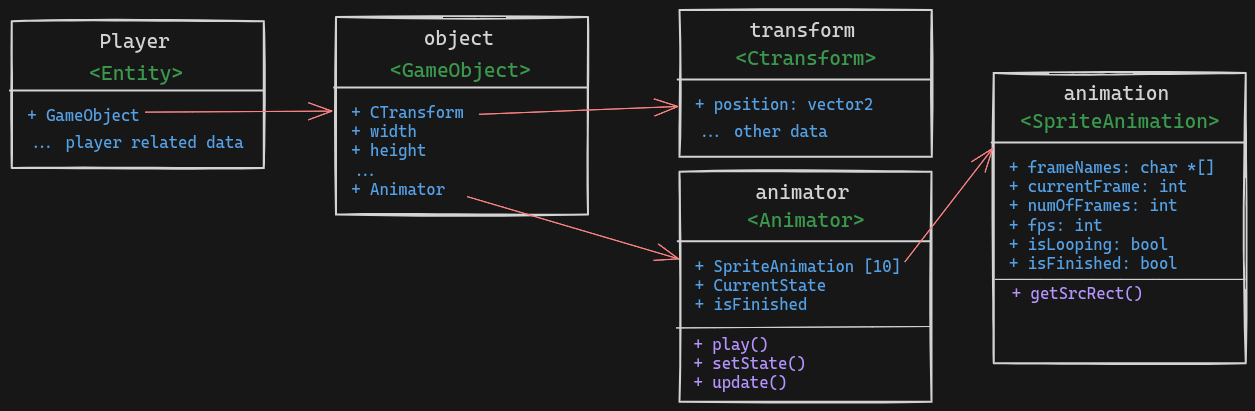 Player
<Entity>
+ GameObject
... player related data
object
<GameObject>
+ CTransform
+ width
+ height
...
+ Animator
transform
<Ctransform>
+ position: vector2
... other data
animator
<Animator>
+ SpriteAnimation [10]
+ CurrentState
+ isFinished
+ play()
+ setState()
+ update()
animation
<SpriteAnimation>
+ frameNames: char *[]
+ currentFrame: int
+ numOfFrames: int
+ fps: int
+ isLooping: bool
+ isFinished: bool
+ getSrcRect()